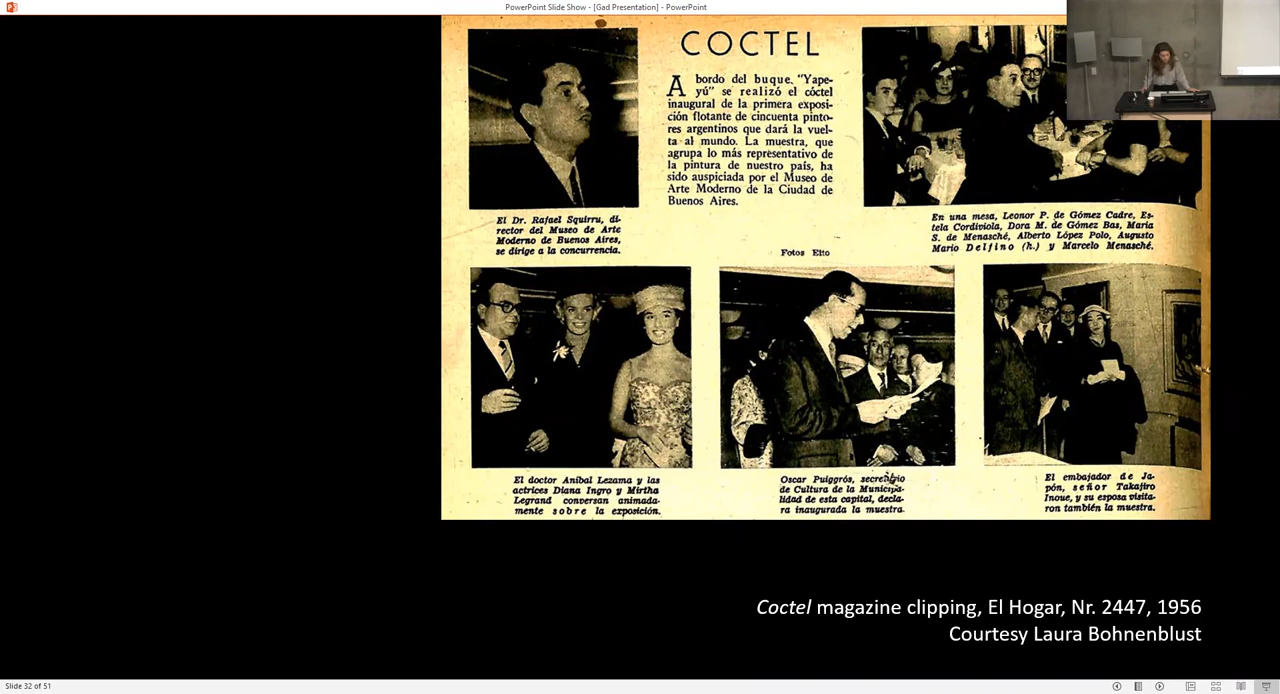 PowerPoint Slide Show - [Gad Presentation] - PowerPoint
COCTEL
A bordo del buque "Yape-
yú" se realizó el cóctel
inaugural de la primera exposi-
ción flotante de cincuenta pinto-
res argentinos que dará la vuel-
ta al mundo. La muestra, que
agrupa lo más representativo de
la pintura de nuestro país, ha
sido auspiciada por el Museo de
Arte Moderno de la Ciudad de
Buenos Aires.
El Dr. Rafael Squirru, di-
rector del Museo de Arte
Moderno de Buenos Aires,
se dirige a la concurrencia.
Fotos Elio
En una mesa, Leonor P. de Gómez Cadre, Es-
tela Cordiviola, Dora M. de Gómez Bas, María
S. de Menasché, Alberto López Polo, Augusto
Mario Delfino (h.) y Marcelo Menasché.
El doctor Aníbal Lezama y las
actrices Diana Ingro y Mirtha
Legrand conversan animada-
mente sobre la exposición.
Oscar Puiggrós, secretario
de Cultura de la Municipa-
lidad de esta capital, decla-
ra inaugurada la muestra.
El embajador de Ja-
pón, señor Takajiro
Inoue, y su esposa visita-
ron también la muestra.
Coctel magazine clipping, El Hogar, Nr. 2447, 1956
Courtesy Laura Bohnenblust
Slide 32 of 51